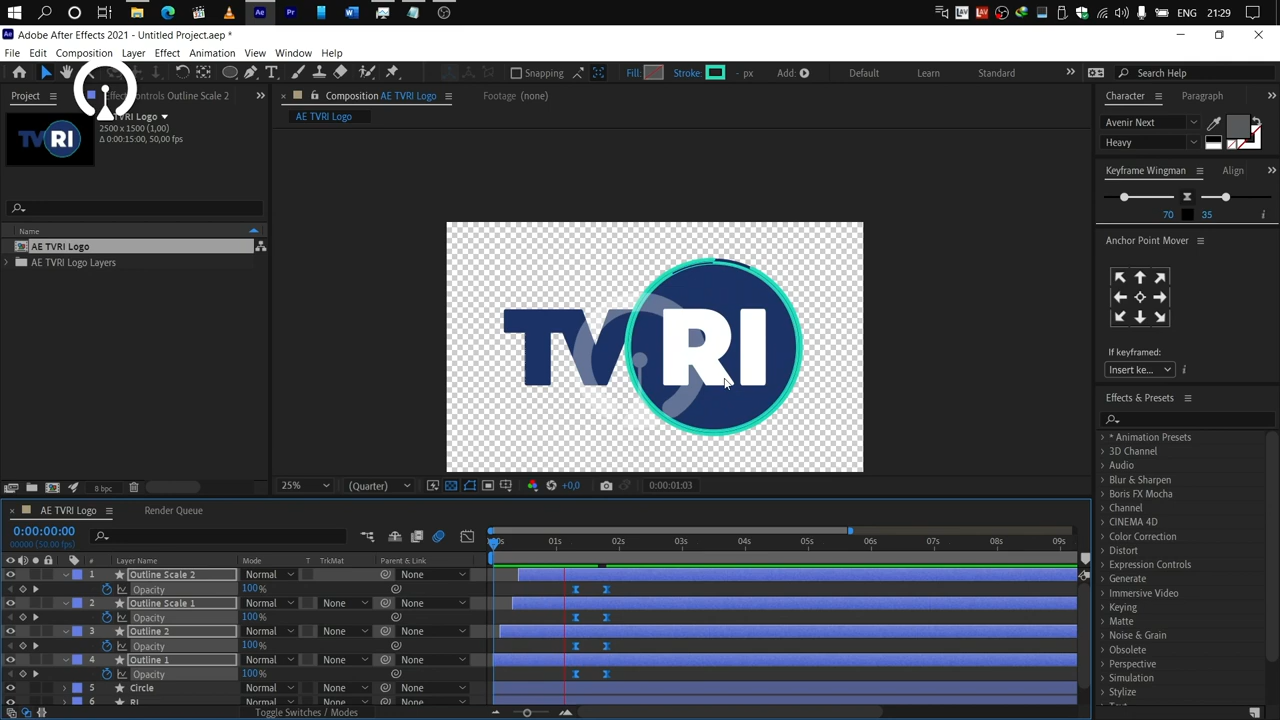 ENG 21:29
Adobe After Effects 2021 - Untitled Project.aep *
File Edit Composition Layer Effect Animation View Window Help
Snapping Fill: Stroke: - px Add: Default Learn Standard Search Help
Project Controls Outline Scale 2 Composition AE TVRI Logo Footage (none) Character Paragraph
AE TVRI Logo
TVRI Logo
2500 x 1500 (1,00)
Δ 0:00:15:00, 50,00 fps
Avenir Next
Heavy
Keyframe Wingman Align
70 35
Anchor Point Mover
If keyframed:
Insert ke...
Name
AE TVRI Logo
AE TVRI Logo Layers
TVRI
TVRI
Effects & Presets
* Animation Presets
3D Channel
Audio
Blur & Sharpen
Boris FX Mocha
Channel
CINEMA 4D
Color Correction
Distort
Expression Controls
Generate
Immersive Video
Keying
Matte
Noise & Grain
Obsolete
Perspective
Simulation
Stylize
8 bpc 25% (Quarter) +0,0 0:00:01:03
AE TVRI Logo Render Queue
0:00:00:00
00000 (50.00 fps)
01s 02s 03s 04s 05s 06s 07s 08s 09s
# Layer Name Mode T TrkMat Parent & Link
1 Outline Scale 2 Normal None
Opacity 100%
2 Outline Scale 1 Normal None None
Opacity 100%
3 Outline 2 Normal None None
Opacity 100%
4 Outline 1 Normal None None
Opacity 100%
5 Circle Normal None None
6 RI
Toggle Switches / Modes